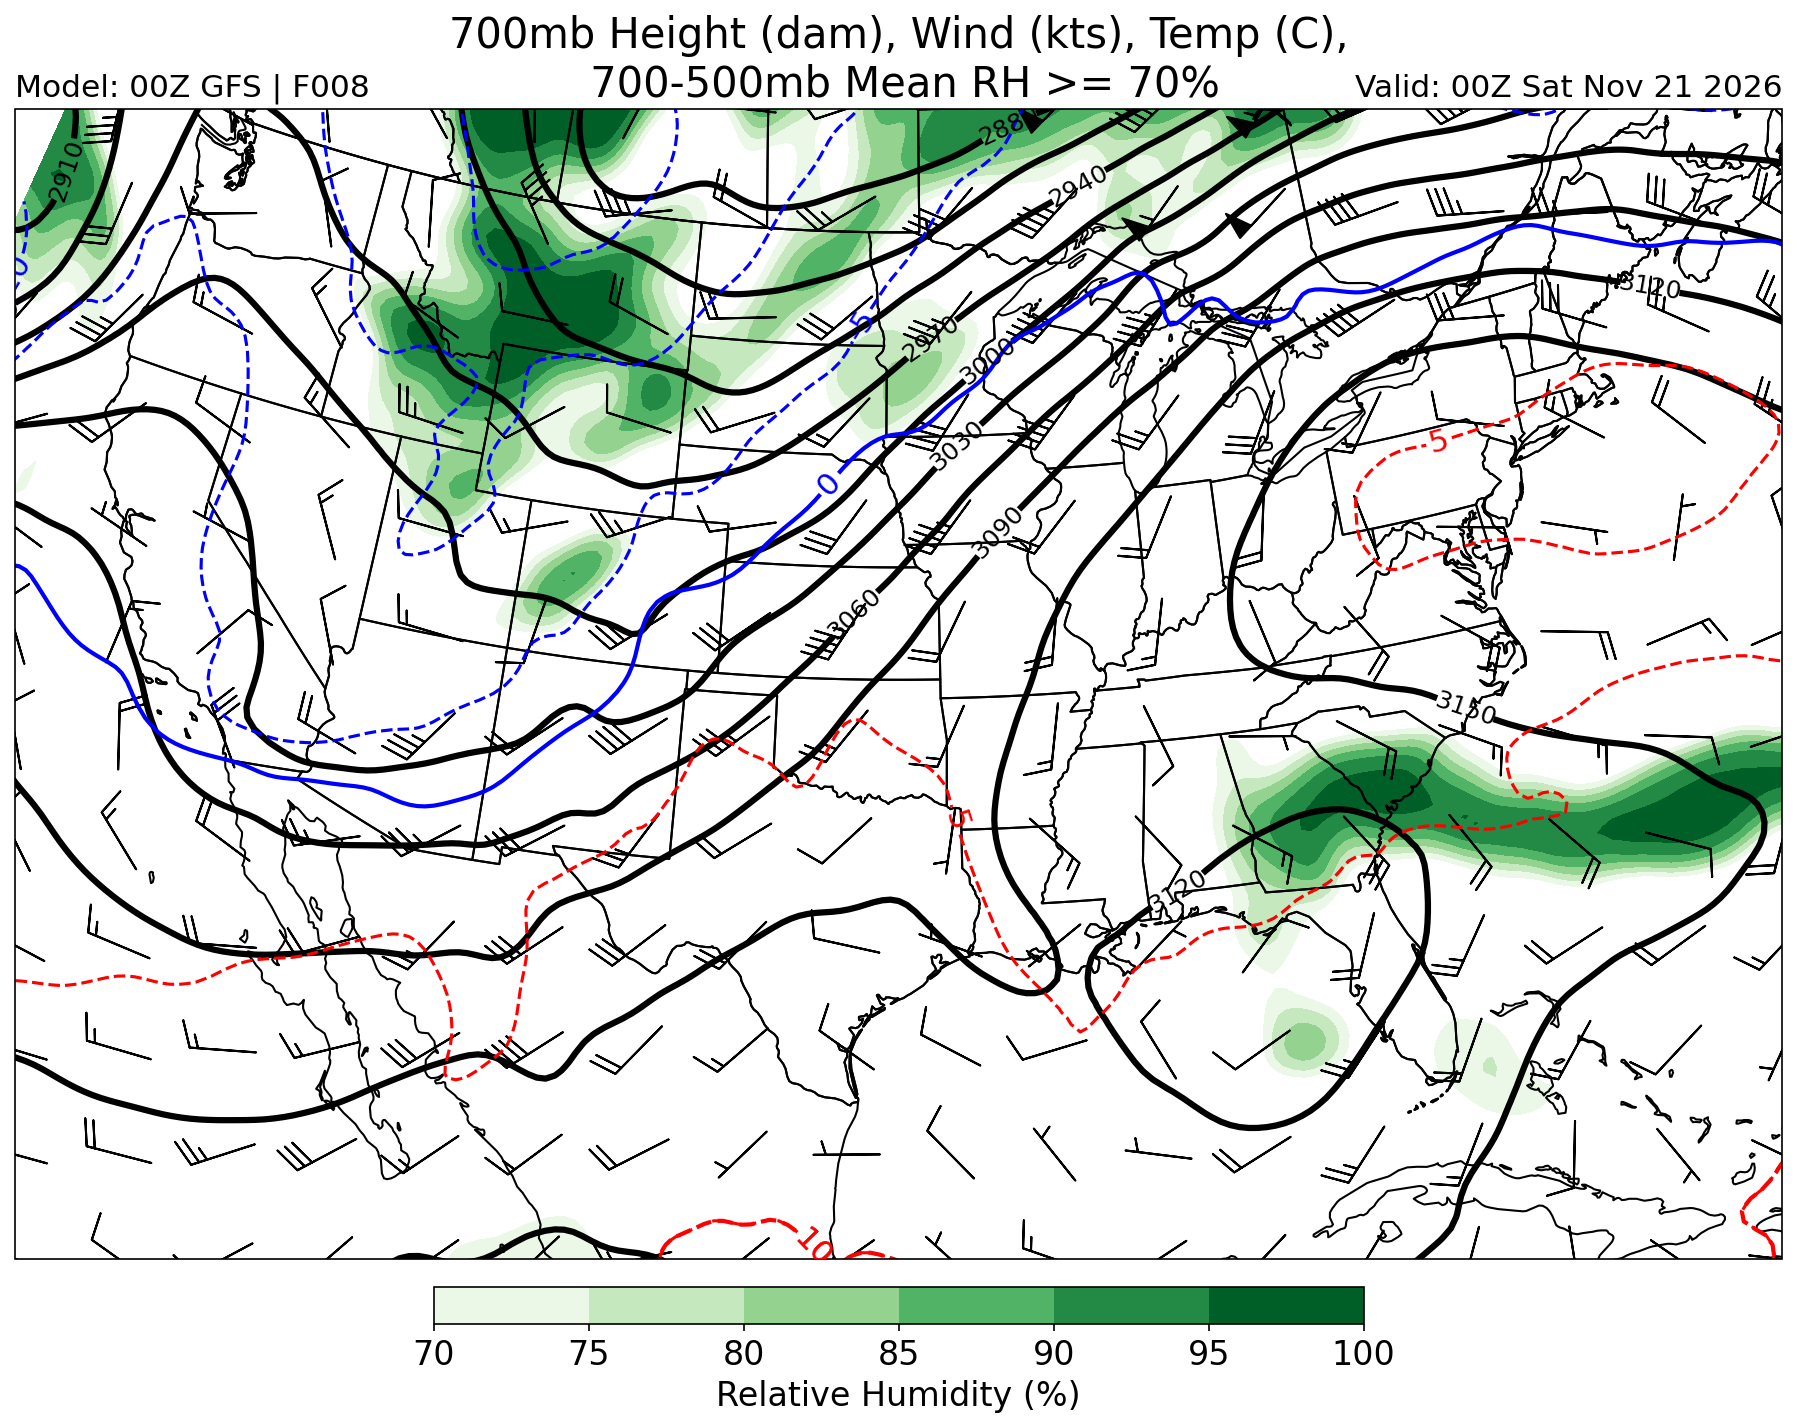 700mb Height (dam), Wind (kts), Temp (C),
700-500mb Mean RH >= 70%
Model: 00Z GFS | F008
Valid: 00Z Sat Nov 21 2026
2910
288
2940
3120
0
5
2970
3000
5
3030
0
3090
3060
3150
5
3120
10
70 75 80 85 90 95 100
Relative Humidity (%)